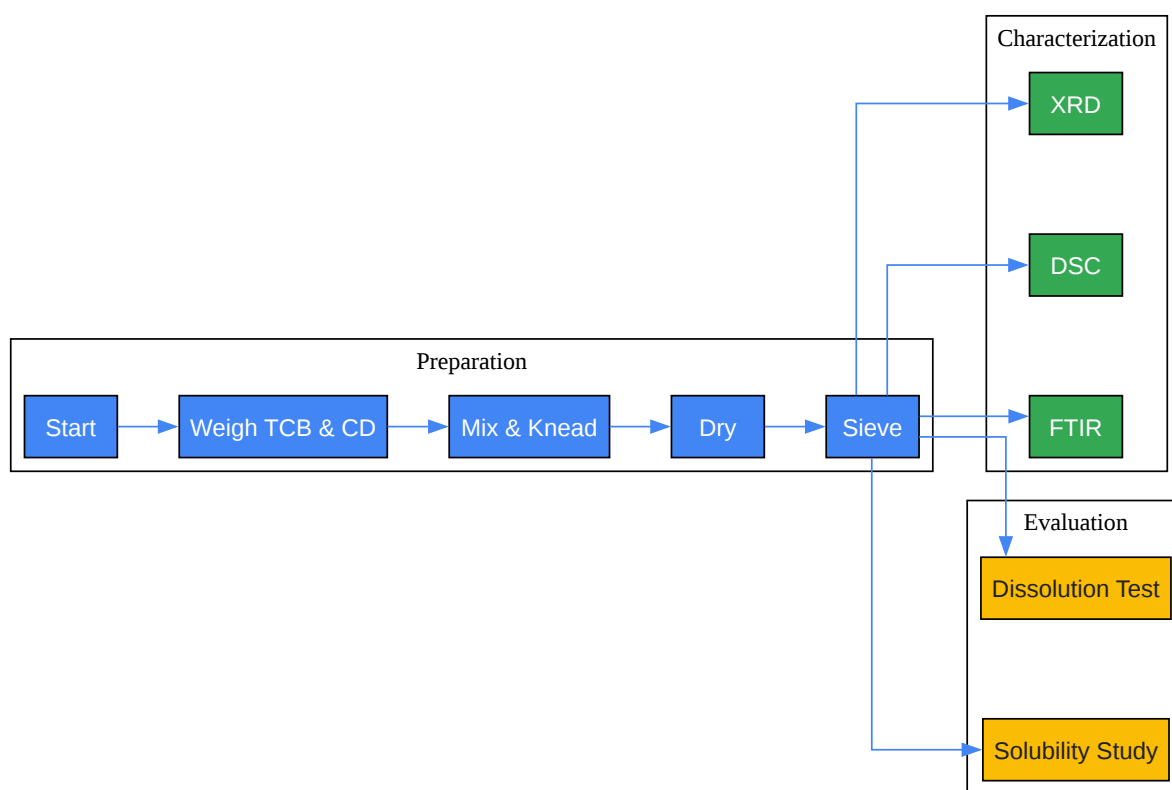 Characterization
XRD
DSC
Preparation
Start
Weigh TCB & CD
Mix & Knead
Dry
Sieve
FTIR
Evaluation
Dissolution Test
Solubility Study